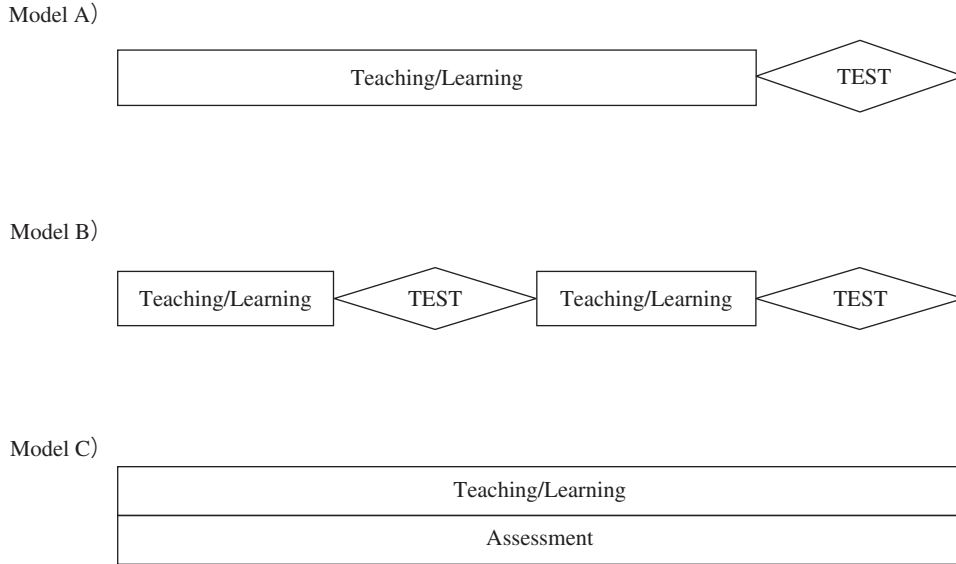 Model A)
Teaching/Learning TEST
Model B)
Teaching/Learning TEST Teaching/Learning TEST
Model C)
Teaching/Learning
Assessment